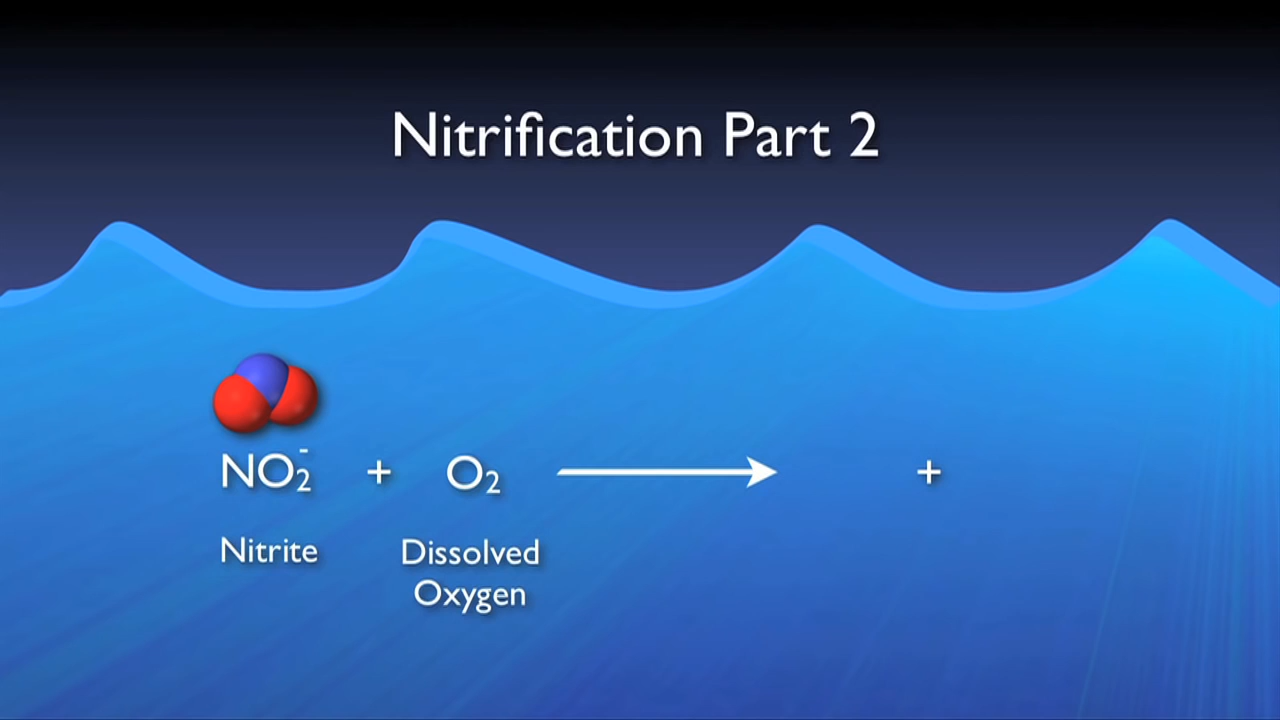 Nitrification Part 2
NO₂⁻ + O₂ ⟶ +
Nitrite
Dissolved
Oxygen